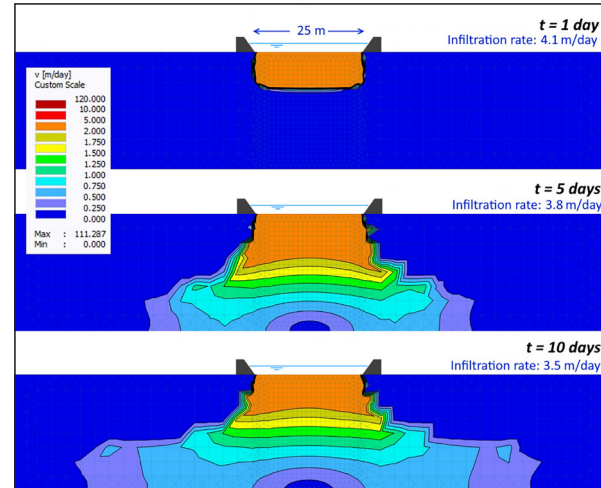 t = 1 day
25 m
Infiltration rate: 4.1 m/day
v [m/day]
Custom Scale
120.000
10.000
5.000
2.000
1.750
1.500
1.250
1.000
0.750
0.500
0.250
0.000
Max : 111.287
Min : 0.000
t = 5 days
Infiltration rate: 3.8 m/day
t = 10 days
Infiltration rate: 3.5 m/day